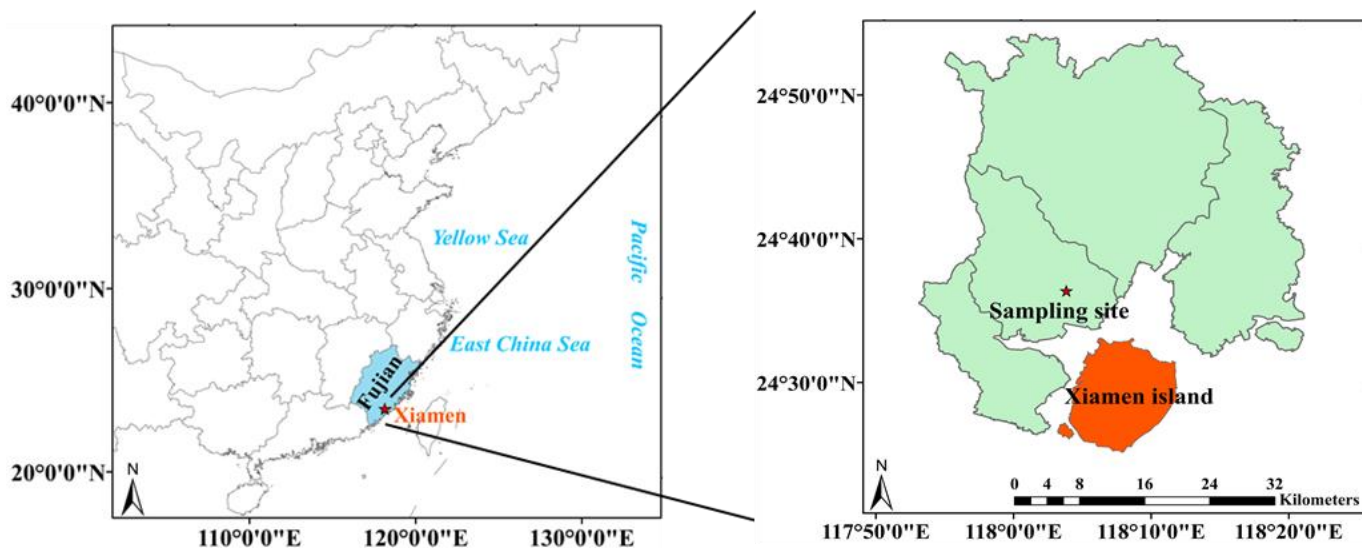 40°0'0"N
30°0'0"N
20°0'0"N
110°0'0"E
120°0'0"E
130°0'0"E
Yellow Sea
East China Sea
Pacific Ocean
Fujian
Xiamen
N
24°50'0"N
24°40'0"N
24°30'0"N
117°50'0"E
118°0'0"E
118°10'0"E
118°20'0"E
Sampling site
Xiamen island
N
0 2 4 8 16 24 32
Kilometers